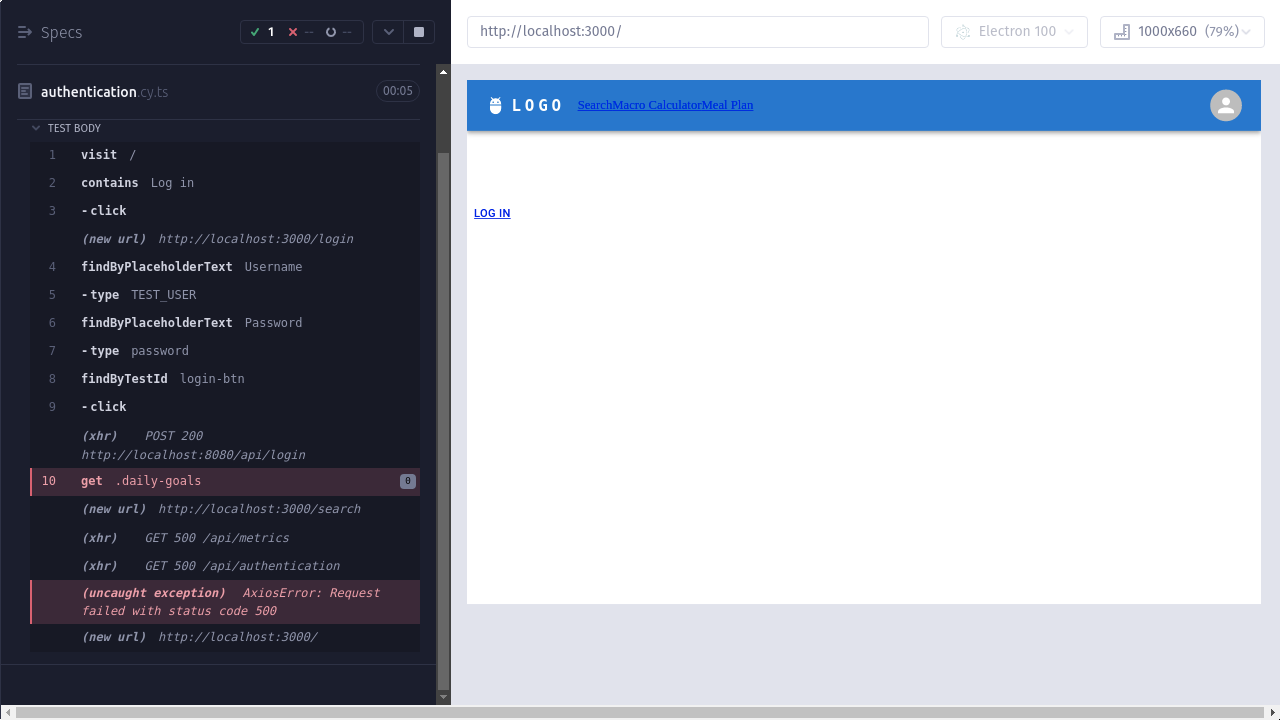 Specs
1
--
--
http://localhost:3000/
Electron 100
1000x660 (79%)
authentication.cy.ts
00:05
TEST BODY
1 visit /
2 contains Log in
3 -click
(new url) http://localhost:3000/login
4 findByPlaceholderText Username
5 -type TEST_USER
6 findByPlaceholderText Password
7 -type password
8 findByTestId login-btn
9 -click
(xhr) POST 200
http://localhost:8080/api/login
10 get .daily-goals 0
(new url) http://localhost:3000/search
(xhr) GET 500 /api/metrics
(xhr) GET 500 /api/authentication
(uncaught exception) AxiosError: Request
failed with status code 500
(new url) http://localhost:3000/
LOGO SearchMacro CalculatorMeal Plan
LOG IN